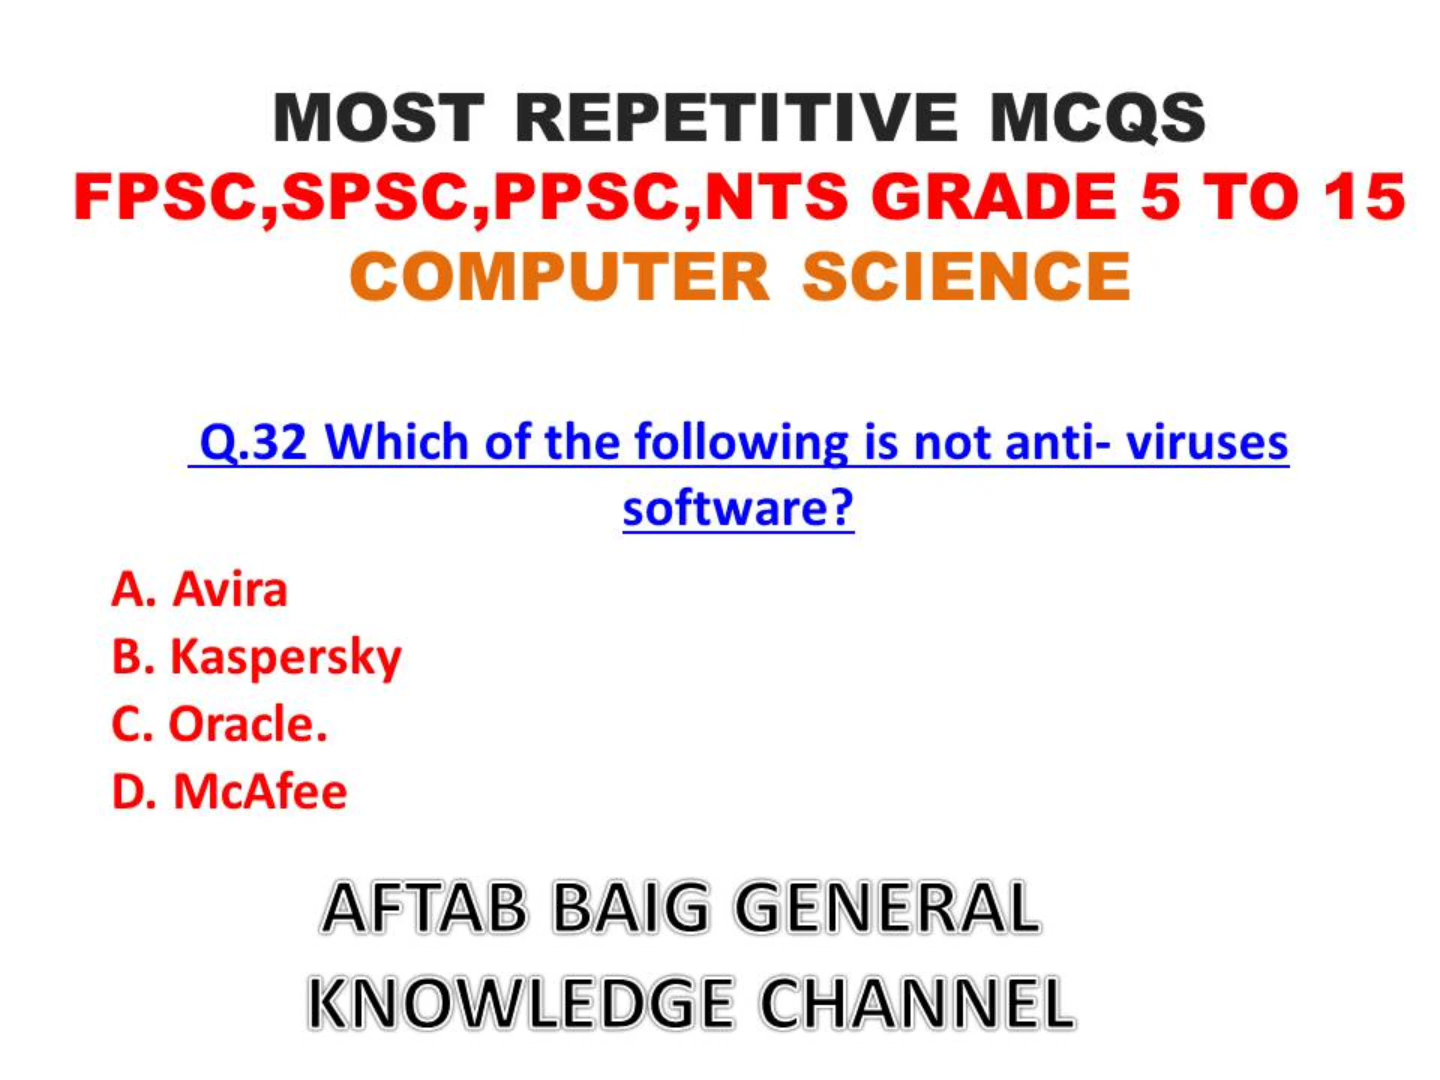 MOST REPETITIVE MCQS
FPSC,SPSC,PPSC,NTS GRADE 5 TO 15
COMPUTER SCIENCE
Q.32 Which of the following is not anti- viruses
software?
A. Avira
B. Kaspersky
C. Oracle.
D. McAfee
AFTAB BAIG GENERAL
KNOWLEDGE CHANNEL